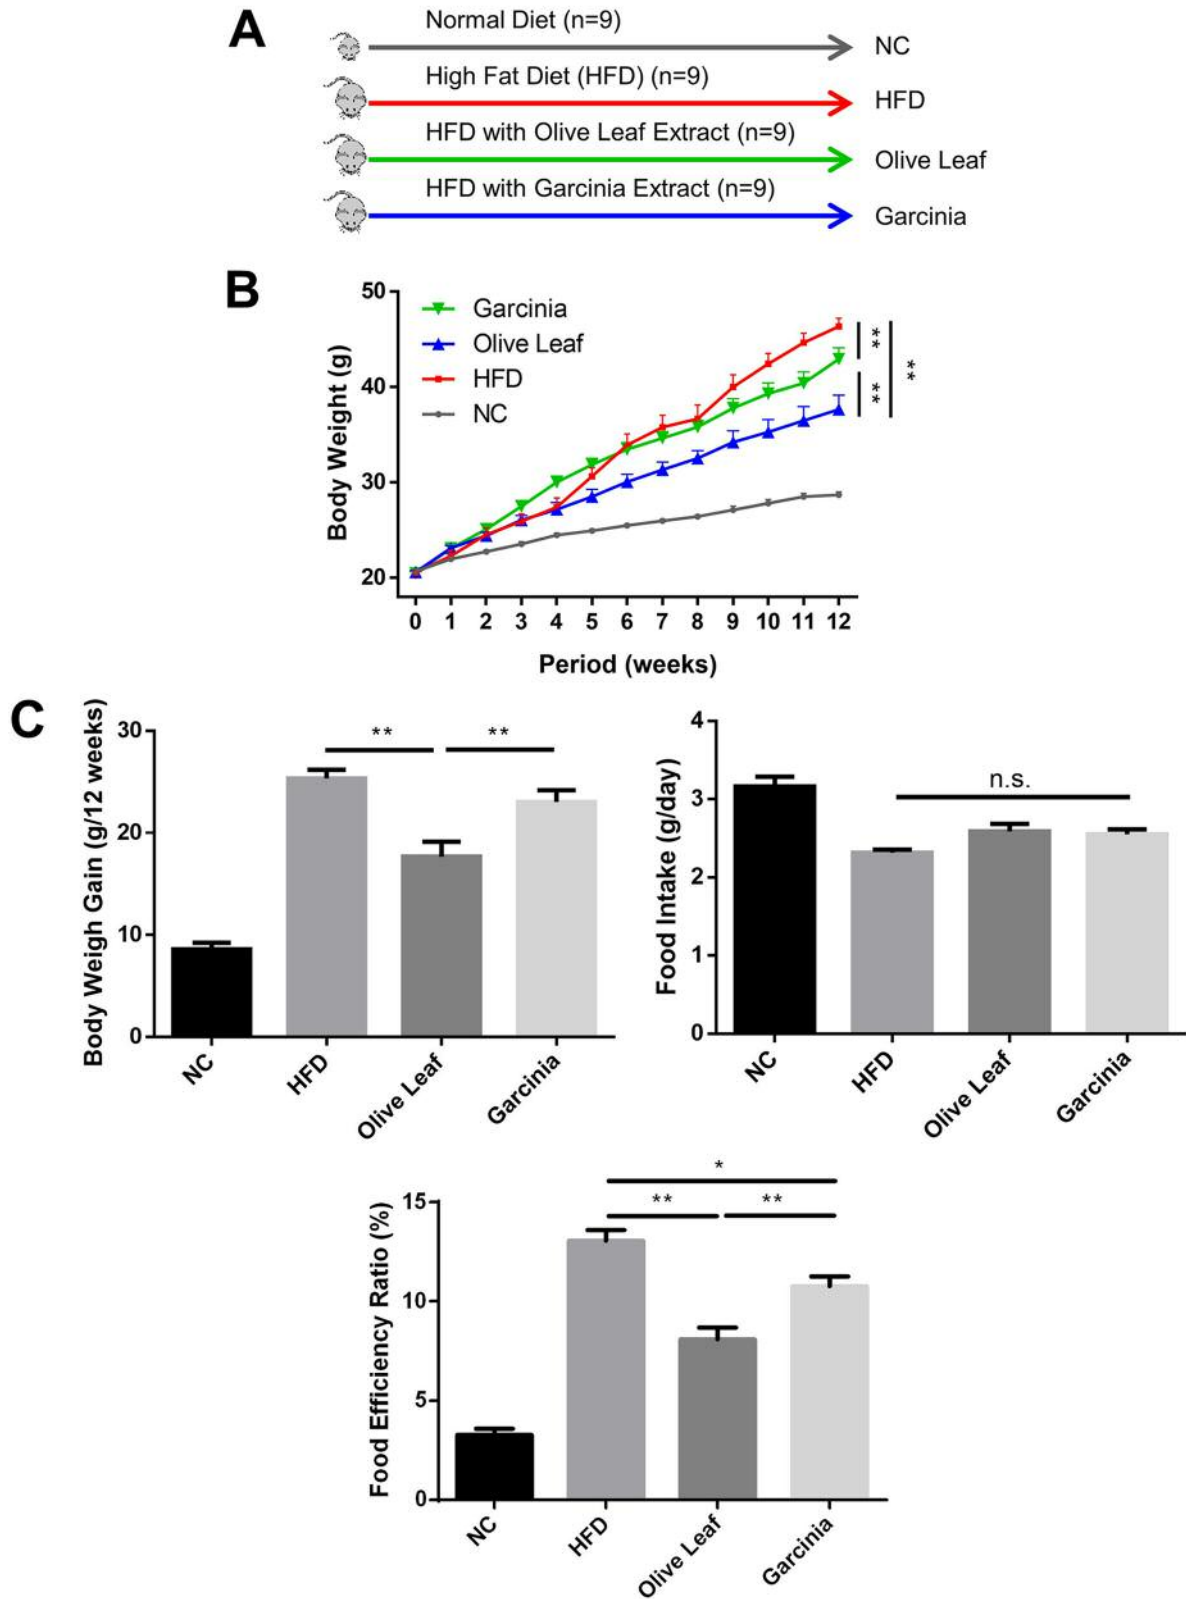 A
Normal Diet (n=9)
NC
High Fat Diet (HFD) (n=9)
HFD
HFD with Olive Leaf Extract (n=9)
Olive Leaf
HFD with Garcinia Extract (n=9)
Garcinia
B
Body Weight (g)
50
40
30
20
Garcinia
Olive Leaf
HFD
NC
**
**
**
0 1 2 3 4 5 6 7 8 9 10 11 12
Period (weeks)
C
Body Weigh Gain (g/12 weeks)
30
20
10
0
** **
NC HFD Olive Leaf Garcinia
Food Intake (g/day)
4
3
2
1
0
n.s.
NC HFD Olive Leaf Garcinia
Food Efficiency Ratio (%)
15
10
5
0
*
** **
NC HFD Olive Leaf Garcinia